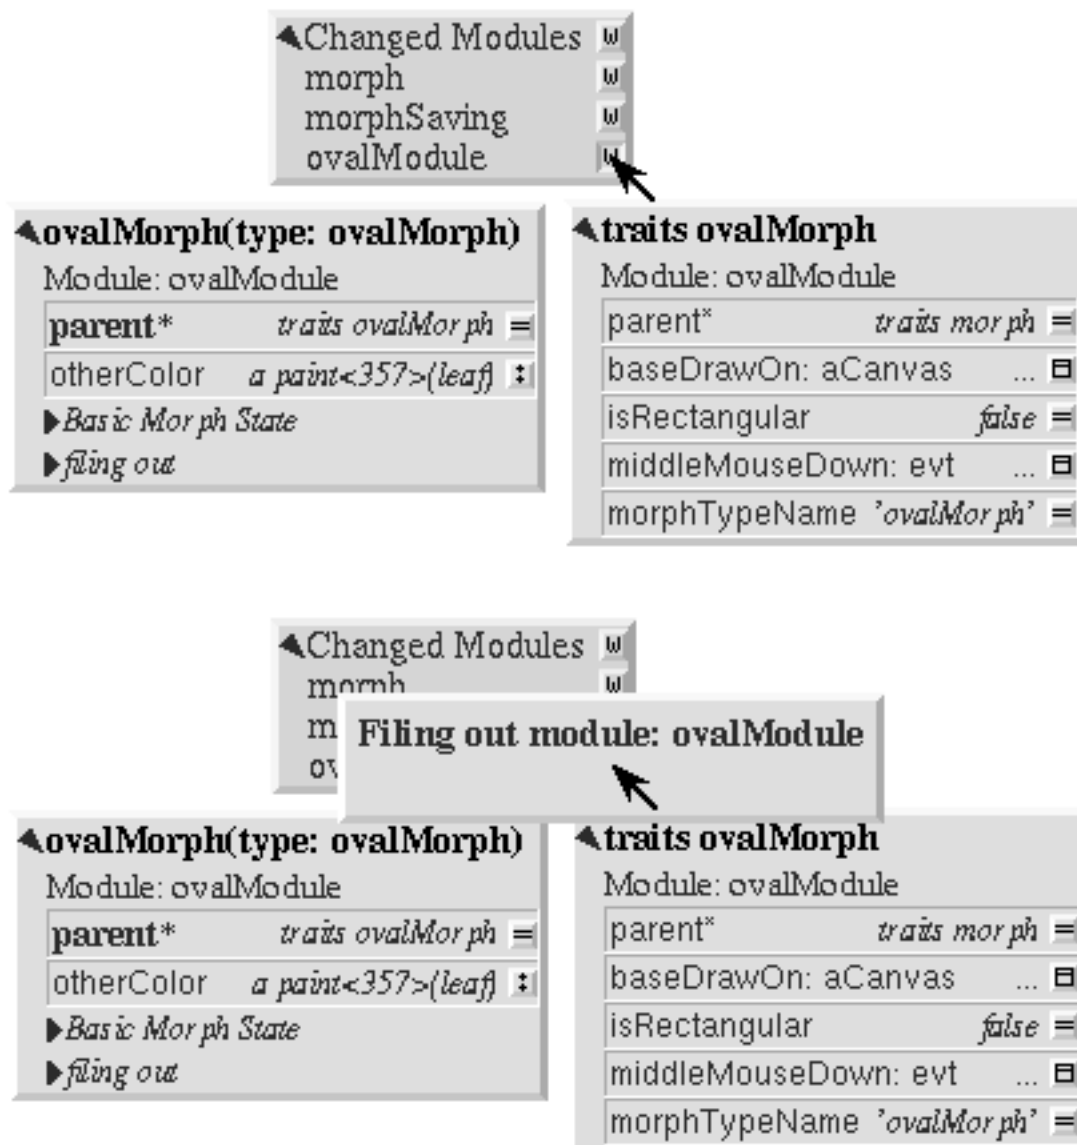 Changed Modules W
morph W
morphSaving W
ovalModule W
ovalMorph(type: ovalMorph)
Module: ovalModule
parent* traits ovalMorph =
otherColor a paint<357>(leaf) :
Basic Morph State
filing out
traits ovalMorph
Module: ovalModule
parent* traits morph =
baseDrawOn: aCanvas ...
isRectangular false =
middleMouseDown: evt ...
morphTypeName 'ovalMorph' =
Changed Modules W
morph W
m
ov
Filing out module: ovalModule
ovalMorph(type: ovalMorph)
Module: ovalModule
parent* traits ovalMorph =
otherColor a paint<357>(leaf) :
Basic Morph State
filing out
traits ovalMorph
Module: ovalModule
parent* traits morph =
baseDrawOn: aCanvas ...
isRectangular false =
middleMouseDown: evt ...
morphTypeName 'ovalMorph' =